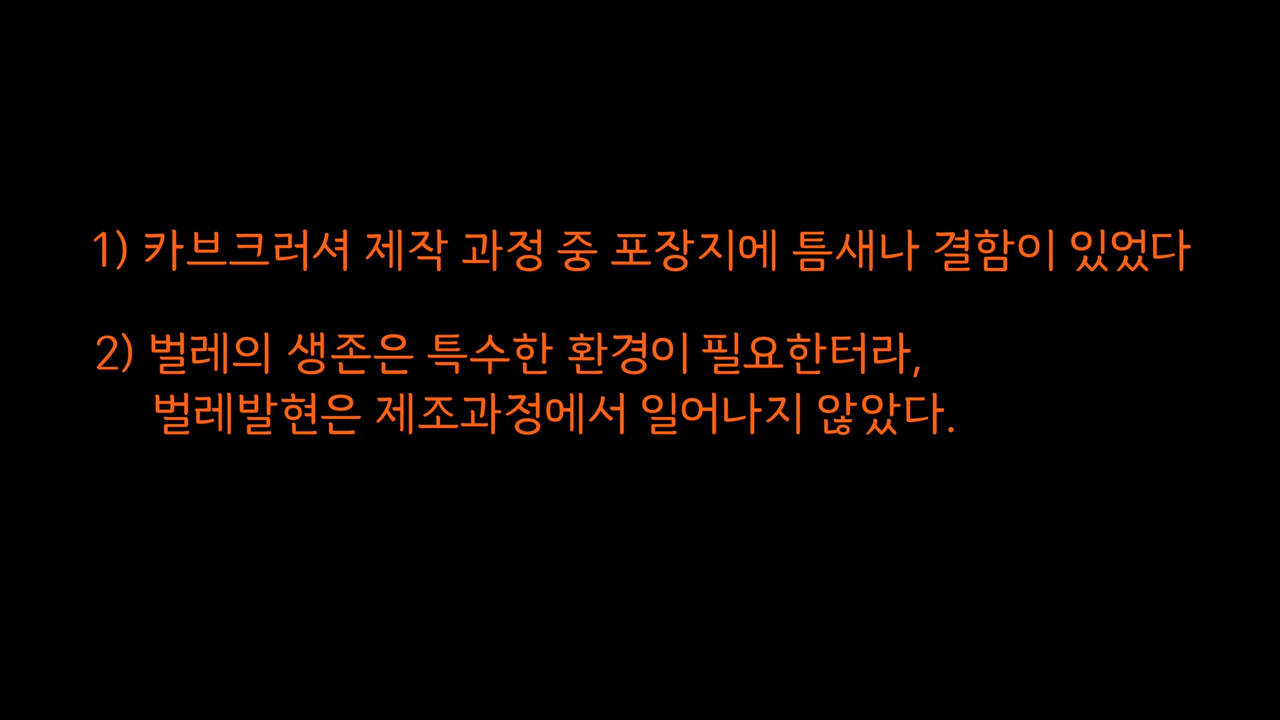 1) 카브크러셔 제작 과정 중 포장지에 틈새나 결함이 있었다
2) 벌레의 생존은 특수한 환경이 필요한터라,
벌레발현은 제조과정에서 일어나지 않았다.